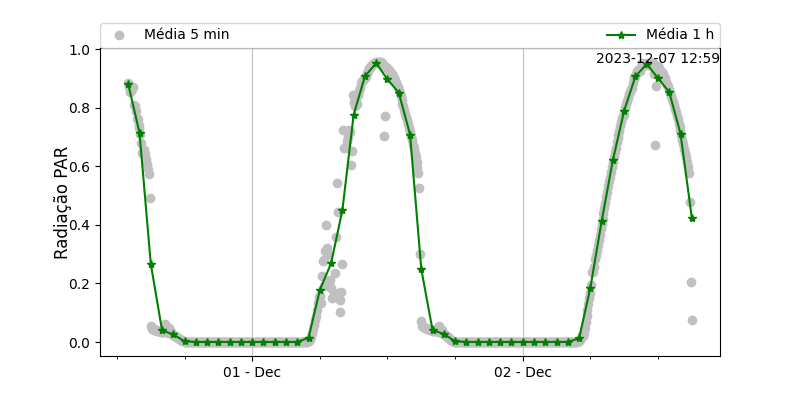 Média 5 min
Média 1 h
2023-12-07 12:59
1.0
0.8
0.6
0.4
0.2
0.0
Radiação PAR
01 - Dec
02 - Dec